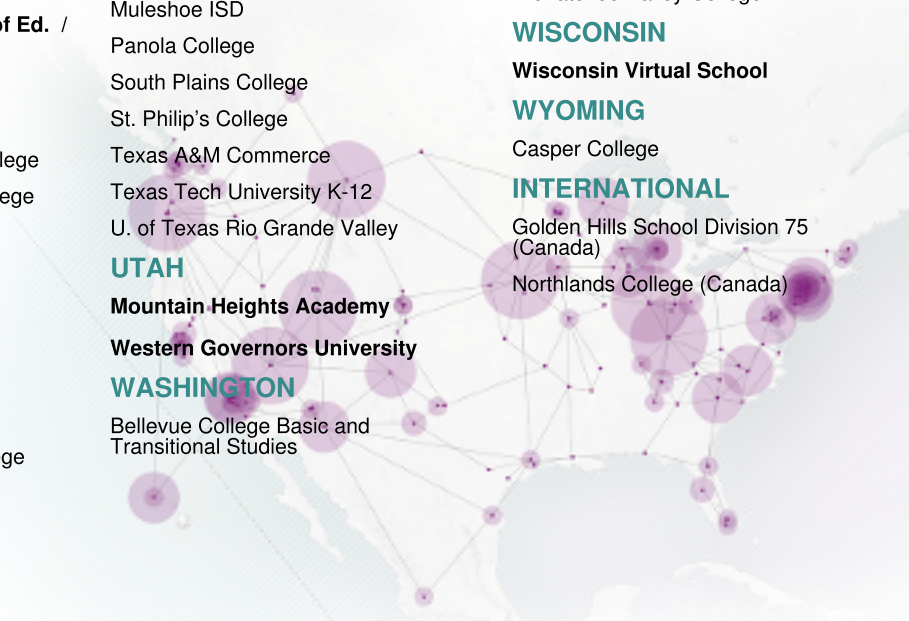 of Ed. /
lege
ege
ge
Muleshoe ISD
Panola College
South Plains College
St. Philip's College
Texas A&M Commerce
Texas Tech University K-12
U. of Texas Rio Grande Valley
UTAH
Mountain Heights Academy
Western Governors University
WASHINGTON
Bellevue College Basic and
Transitional Studies
WISCONSIN
Wisconsin Virtual School
WYOMING
Casper College
INTERNATIONAL
Golden Hills School Division 75
(Canada)
Northlands College (Canada)